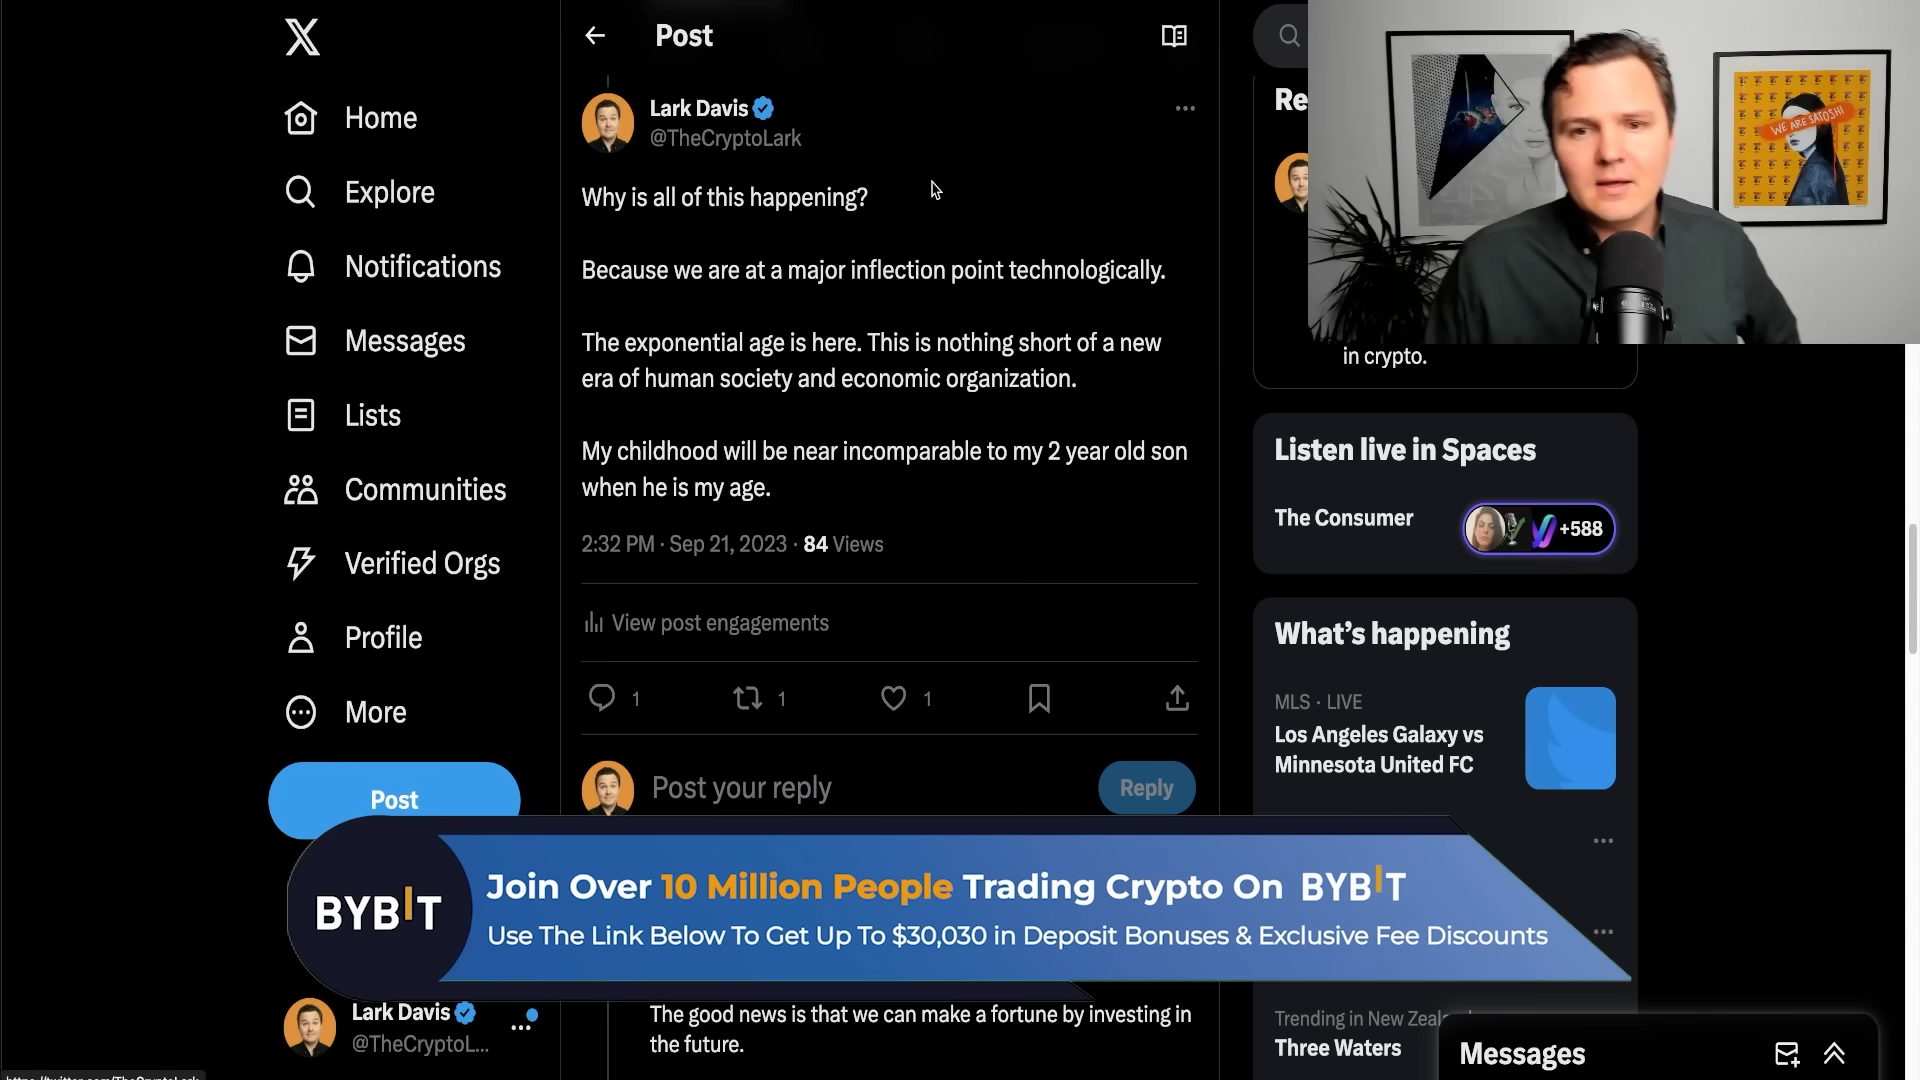 Home
Explore
Notifications
Messages
Lists
Communities
Verified Orgs
Profile
More
Post
Lark Davis
@TheCryptoL...
Post
Lark Davis
@TheCryptoLark
Why is all of this happening?
Because we are at a major inflection point technologically.
The exponential age is here. This is nothing short of a new
era of human society and economic organization.
My childhood will be near incomparable to my 2 year old son
when he is my age.
2:32 PM · Sep 21, 2023 · 84 Views
View post engagements
1 1 1
Post your reply
Reply
BYBIT
Join Over 10 Million People Trading Crypto On BYBIT
Use The Link Below To Get Up To $30,030 in Deposit Bonuses & Exclusive Fee Discounts
The good news is that we can make a fortune by investing in
the future.
Re
WE ARE SATOSHI
in crypto.
Listen live in Spaces
The Consumer
+588
What's happening
MLS · LIVE
Los Angeles Galaxy vs
Minnesota United FC
Trending in New Zeal
Three Waters
Messages